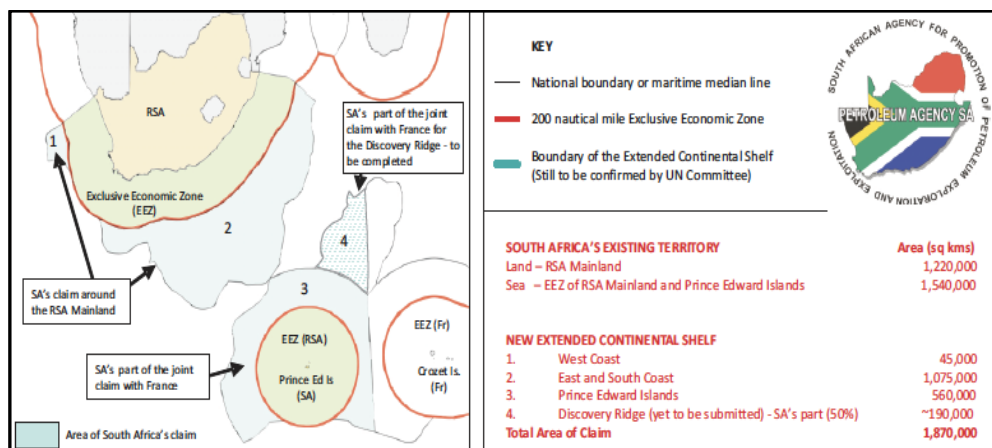 RSA
1
Exclusive Economic Zone
(EEZ)
2
SA's part of the joint
claim with France for
the Discovery Ridge - to
be completed
4
SA's claim around
the RSA Mainland
3
EEZ (RSA)
Prince Ed Is
(SA)
EEZ (Fr)
Crozet Is.
(Fr)
SA's part of the joint
claim with France
Area of South Africa's claim
KEY
National boundary or maritime median line
200 nautical mile Exclusive Economic Zone
Boundary of the Extended Continental Shelf
(Still to be confirmed by UN Committee)
SOUTH AFRICAN AGENCY FOR PROMOTION OF PETROLEUM EXPLORATION AND EXPLOITATION
PETROLEUM AGENCY SA
SOUTH AFRICA'S EXISTING TERRITORY Area (sq kms)
Land – RSA Mainland 1,220,000
Sea – EEZ of RSA Mainland and Prince Edward Islands 1,540,000
NEW EXTENDED CONTINENTAL SHELF
1. West Coast 45,000
2. East and South Coast 1,075,000
3. Prince Edward Islands 560,000
4. Discovery Ridge (yet to be submitted) - SA's part (50%) ~190,000
Total Area of Claim 1,870,000